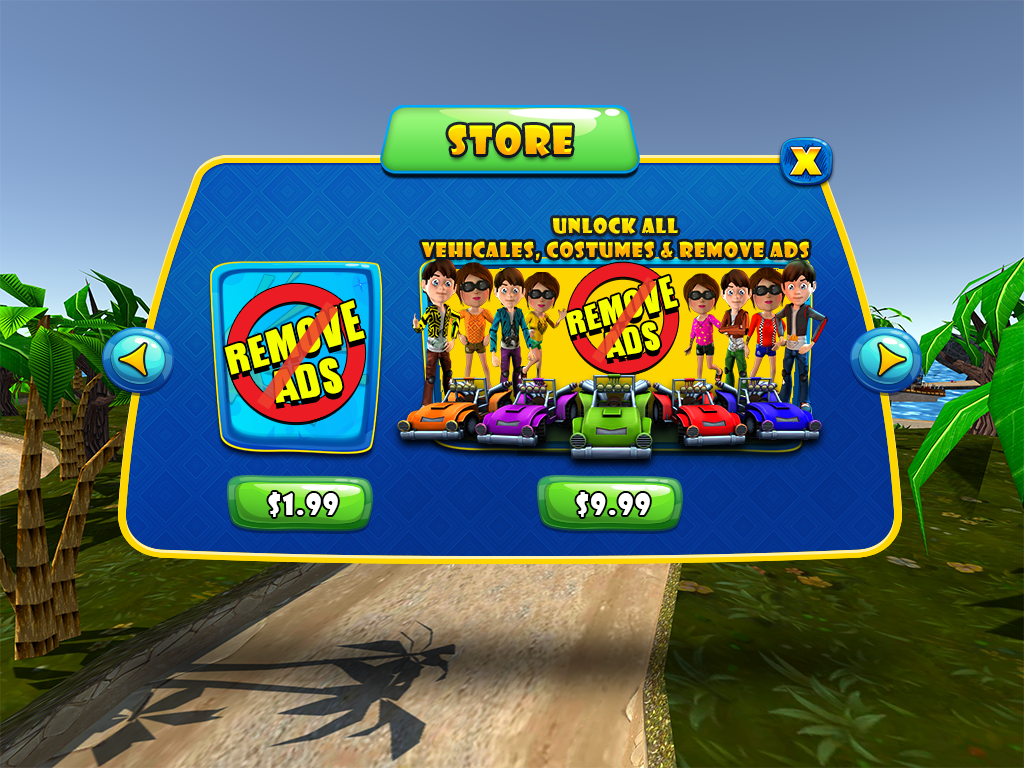 STORE
X
UNLOCK ALL
VEHICALES, COSTUMES & REMOVE ADS
REMOVE
ADS
REMOVE
ADS
$1.99
$9.99